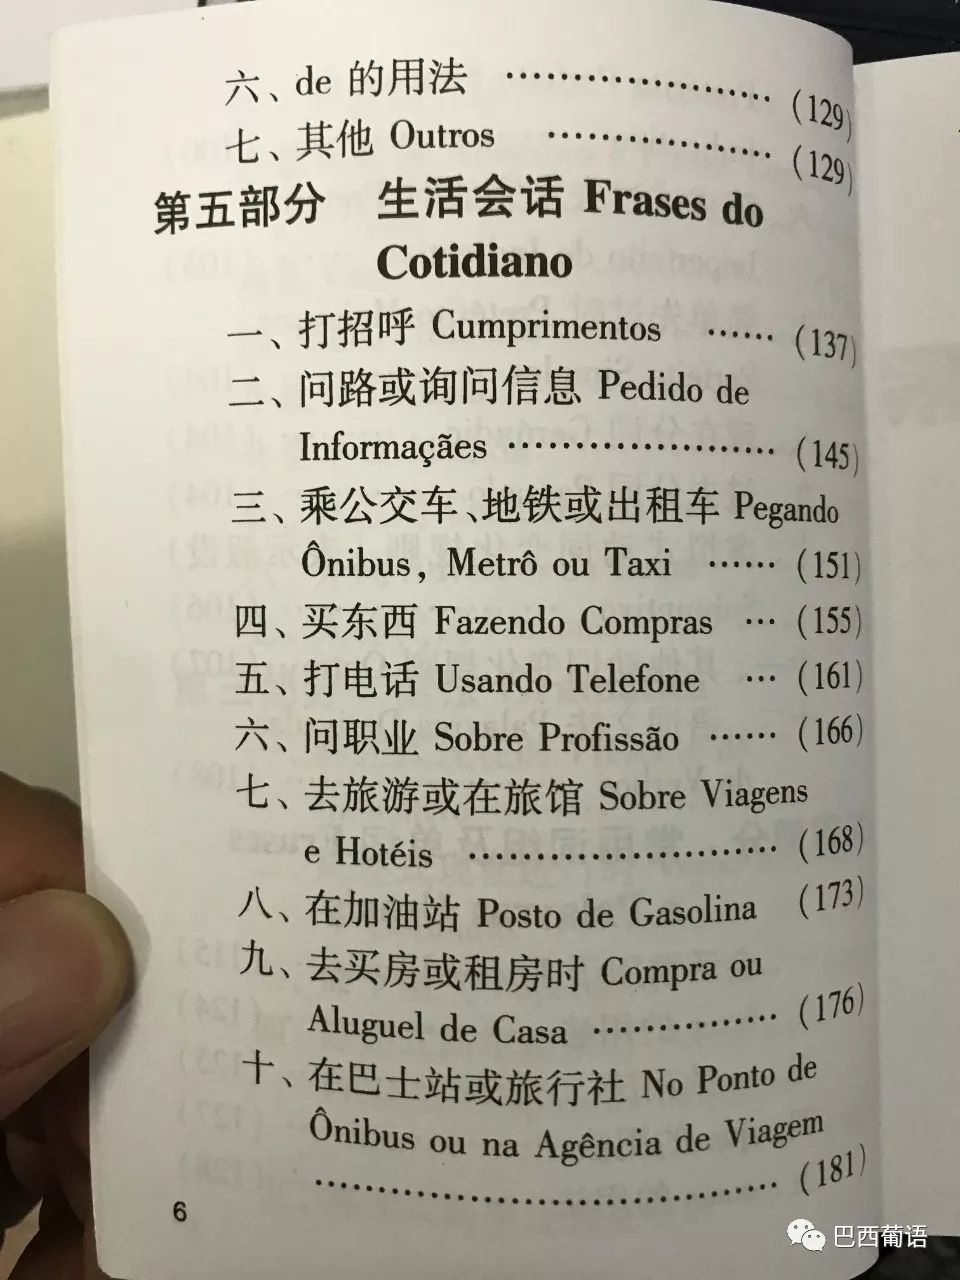 六、de 的用法 …………………… (129)
七、其他 Outros ………………… (129)
第五部分 生活会话 Frases do
Cotidiano
一、打招呼 Cumprimentos …… (137)
二、问路或询问信息 Pedido de
Informaçães …………………… (145)
三、乘公交车、地铁或出租车 Pegando
Ônibus, Metrô ou Taxi …… (151)
四、买东西 Fazendo Compras … (155)
五、打电话 Usando Telefone … (161)
六、问职业 Sobre Profissão …… (166)
七、去旅游或在旅馆 Sobre Viagens
e Hotéis ………………………… (168)
八、在加油站 Posto de Gasolina (173)
九、去买房或租房时 Compra ou
Aluguel de Casa …………… (176)
十、在巴士站或旅行社 No Ponto de
Ônibus ou na Agência de Viagem
…………………………………… (181)
6
巴西葡语